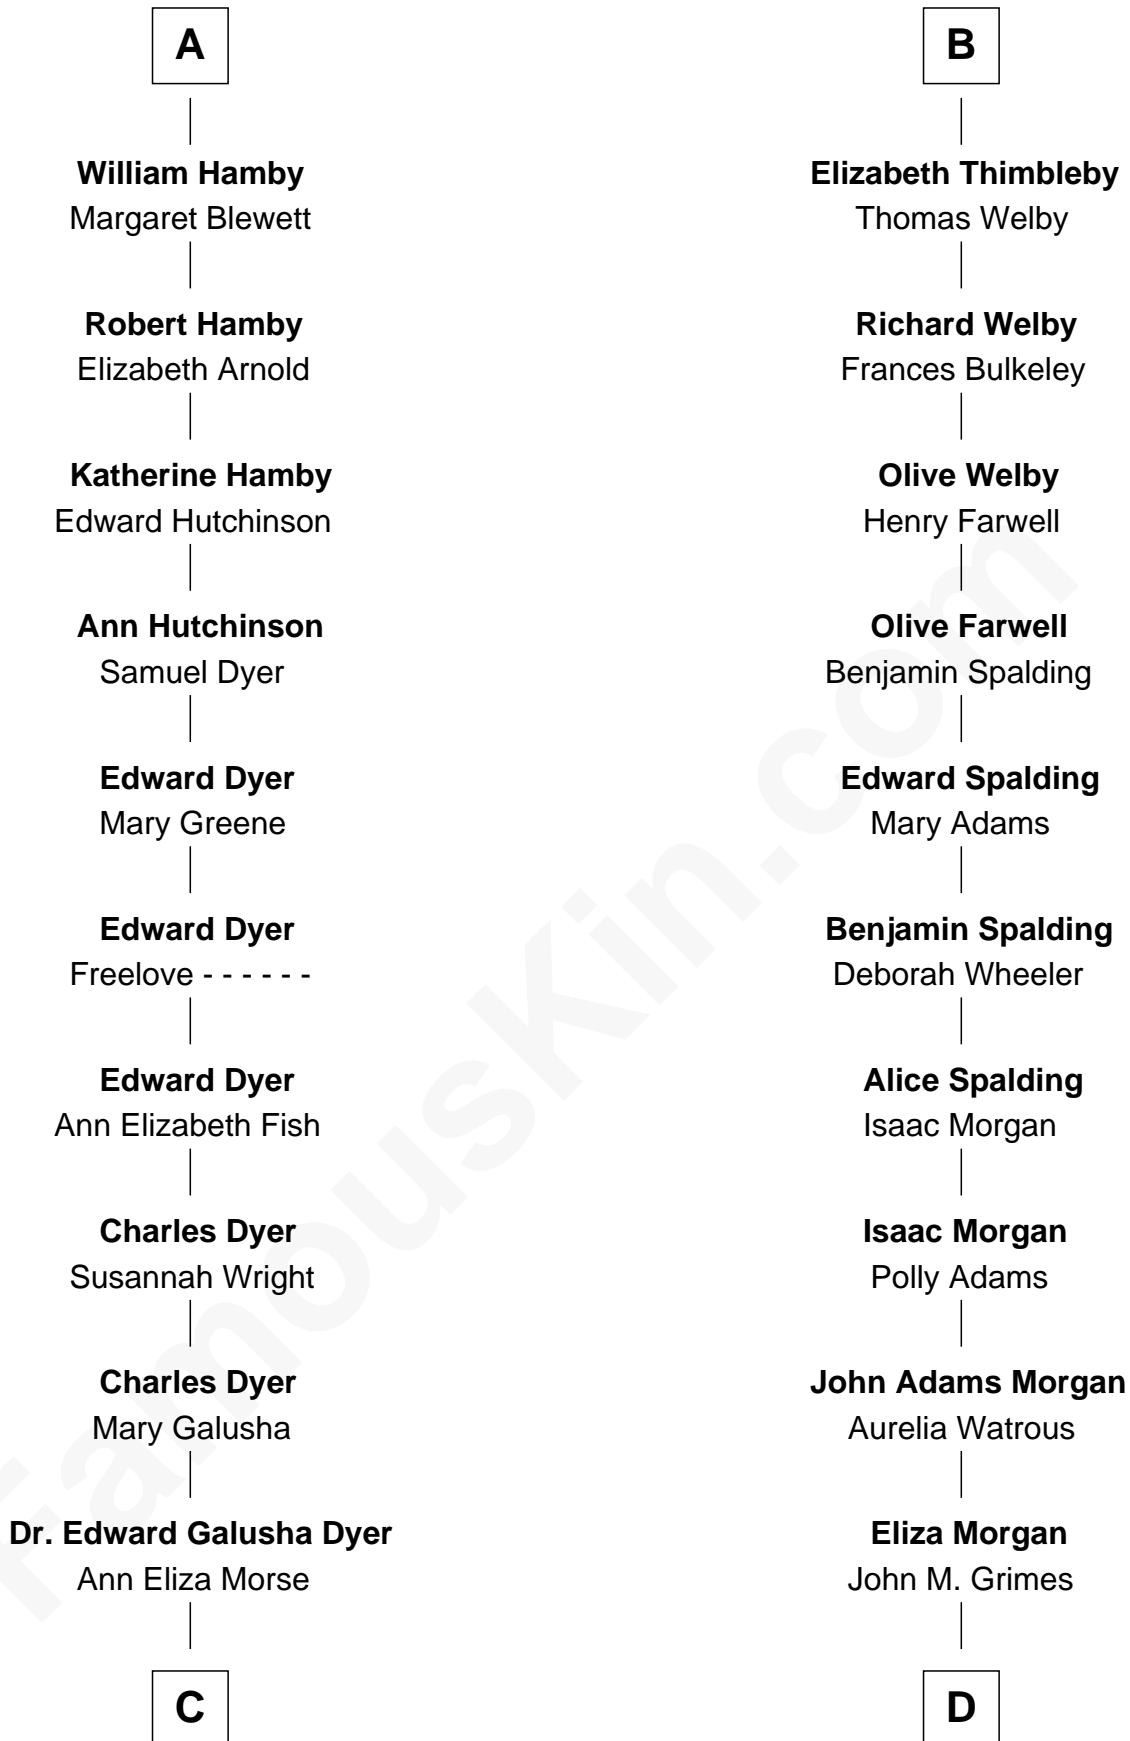 A
William Hamby
Margaret Blewett
Robert Hamby
Elizabeth Arnold
Katherine Hamby
Edward Hutchinson
Ann Hutchinson
Samuel Dyer
Edward Dyer
Mary Greene
Edward Dyer
Freelove - - - - - -
Edward Dyer
Ann Elizabeth Fish
Charles Dyer
Susannah Wright
Charles Dyer
Mary Galusha
Dr. Edward Galusha Dyer
Ann Eliza Morse
C
B
Elizabeth Thimbleby
Thomas Welby
Richard Welby
Frances Bulkeley
Olive Welby
Henry Farwell
Olive Farwell
Benjamin Spalding
Edward Spalding
Mary Adams
Benjamin Spalding
Deborah Wheeler
Alice Spalding
Isaac Morgan
Isaac Morgan
Polly Adams
John Adams Morgan
Aurelia Watrous
Eliza Morgan
John M. Grimes
D
FamousKin.com